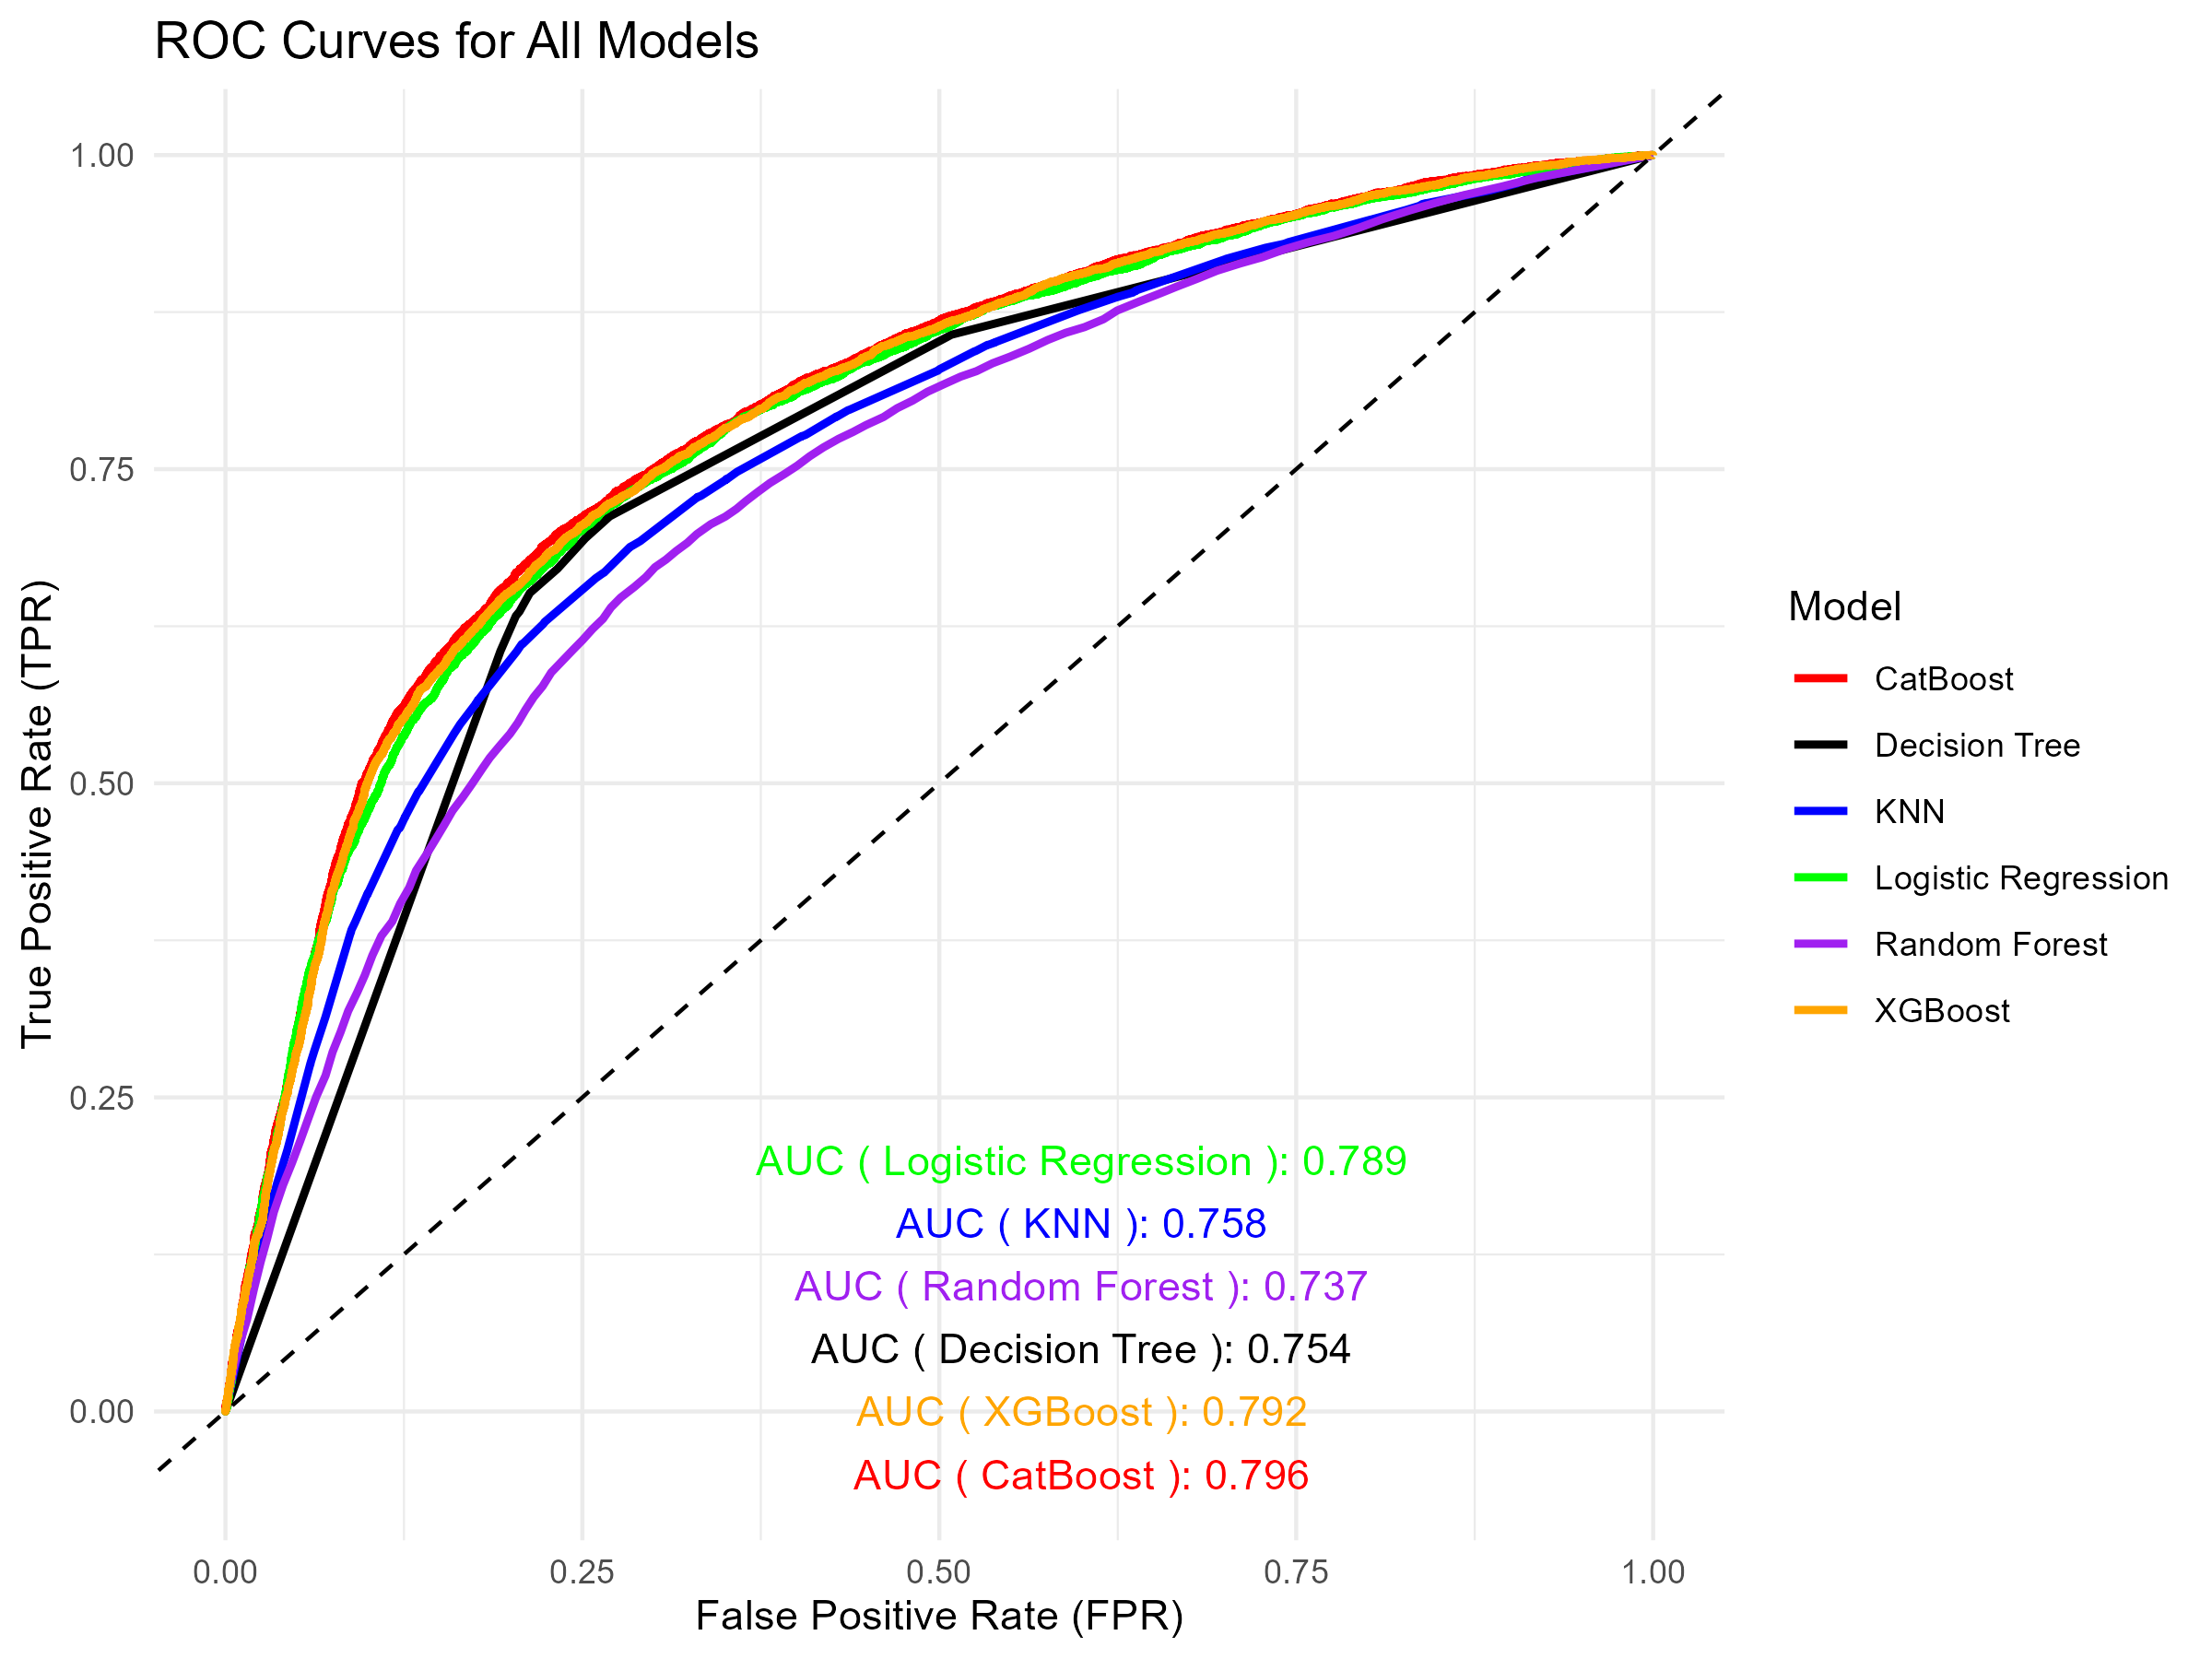 ROC Curves for All Models
True Positive Rate (TPR)
1.00
0.75
0.50
0.25
0.00
AUC ( Logistic Regression ): 0.789
AUC ( KNN ): 0.758
AUC ( Random Forest ): 0.737
AUC ( Decision Tree ): 0.754
AUC ( XGBoost ): 0.792
AUC ( CatBoost ): 0.796
0.00
0.25
0.50
0.75
1.00
False Positive Rate (FPR)
Model
CatBoost
Decision Tree
KNN
Logistic Regression
Random Forest
XGBoost